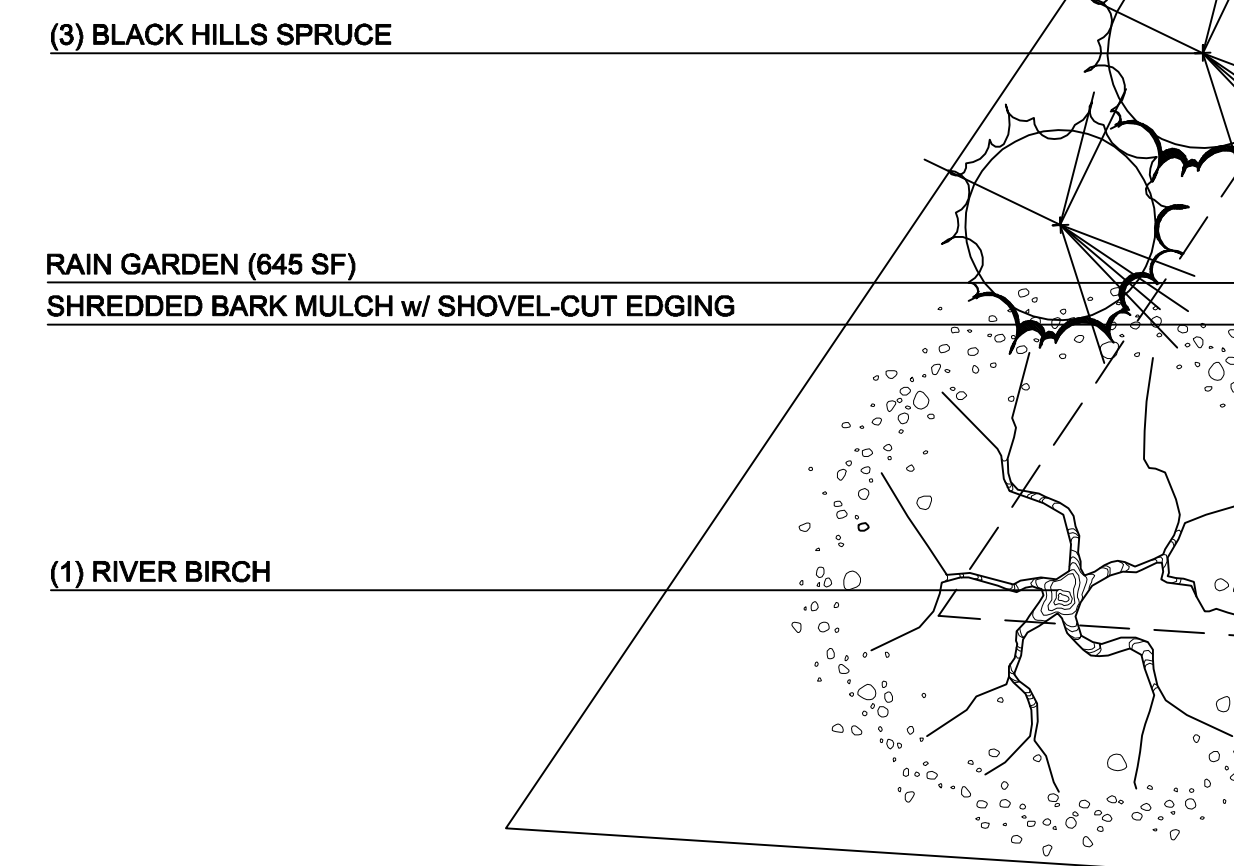 (3) BLACK HILLS SPRUCE
RAIN GARDEN (645 SF)
SHREDDED BARK MULCH w/ SHOVEL-CUT EDGING
(1) RIVER BIRCH